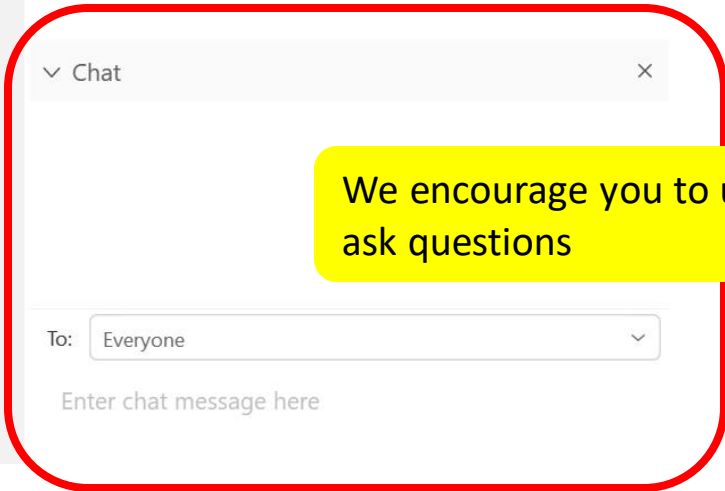 Chat
We encourage you to
ask questions
To: Everyone
Enter chat message here